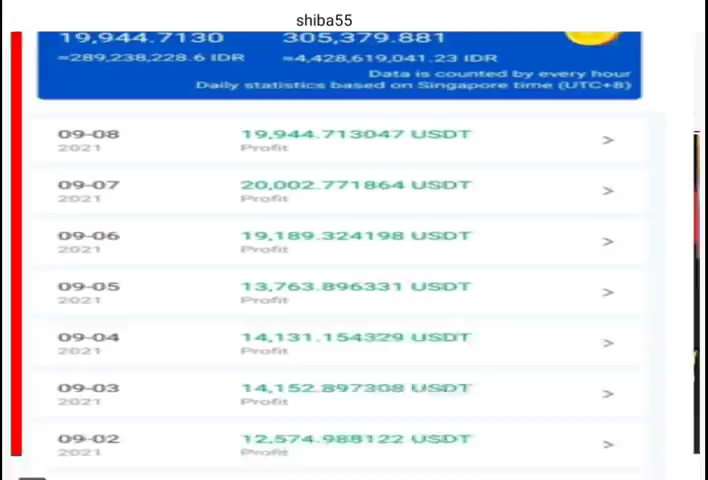 shiba55
19,944.7130 305,379.881
≈289,238,228.6 IDR ≈4,428,619,041.23 IDR
Data is counted by every hour
Daily statistics based on Singapore time (UTC+8)
09-08 19,944.713047 USDT >
2021 Profit
09-07 20,002.771864 USDT >
2021 Profit
09-06 19,189.324198 USDT >
2021 Profit
09-05 13,763.896331 USDT >
2021 Profit
09-04 14,131.154329 USDT >
2021 Profit
09-03 14,152.897308 USDT >
2021 Profit
09-02 12,574.988122 USDT >
2021 Profit